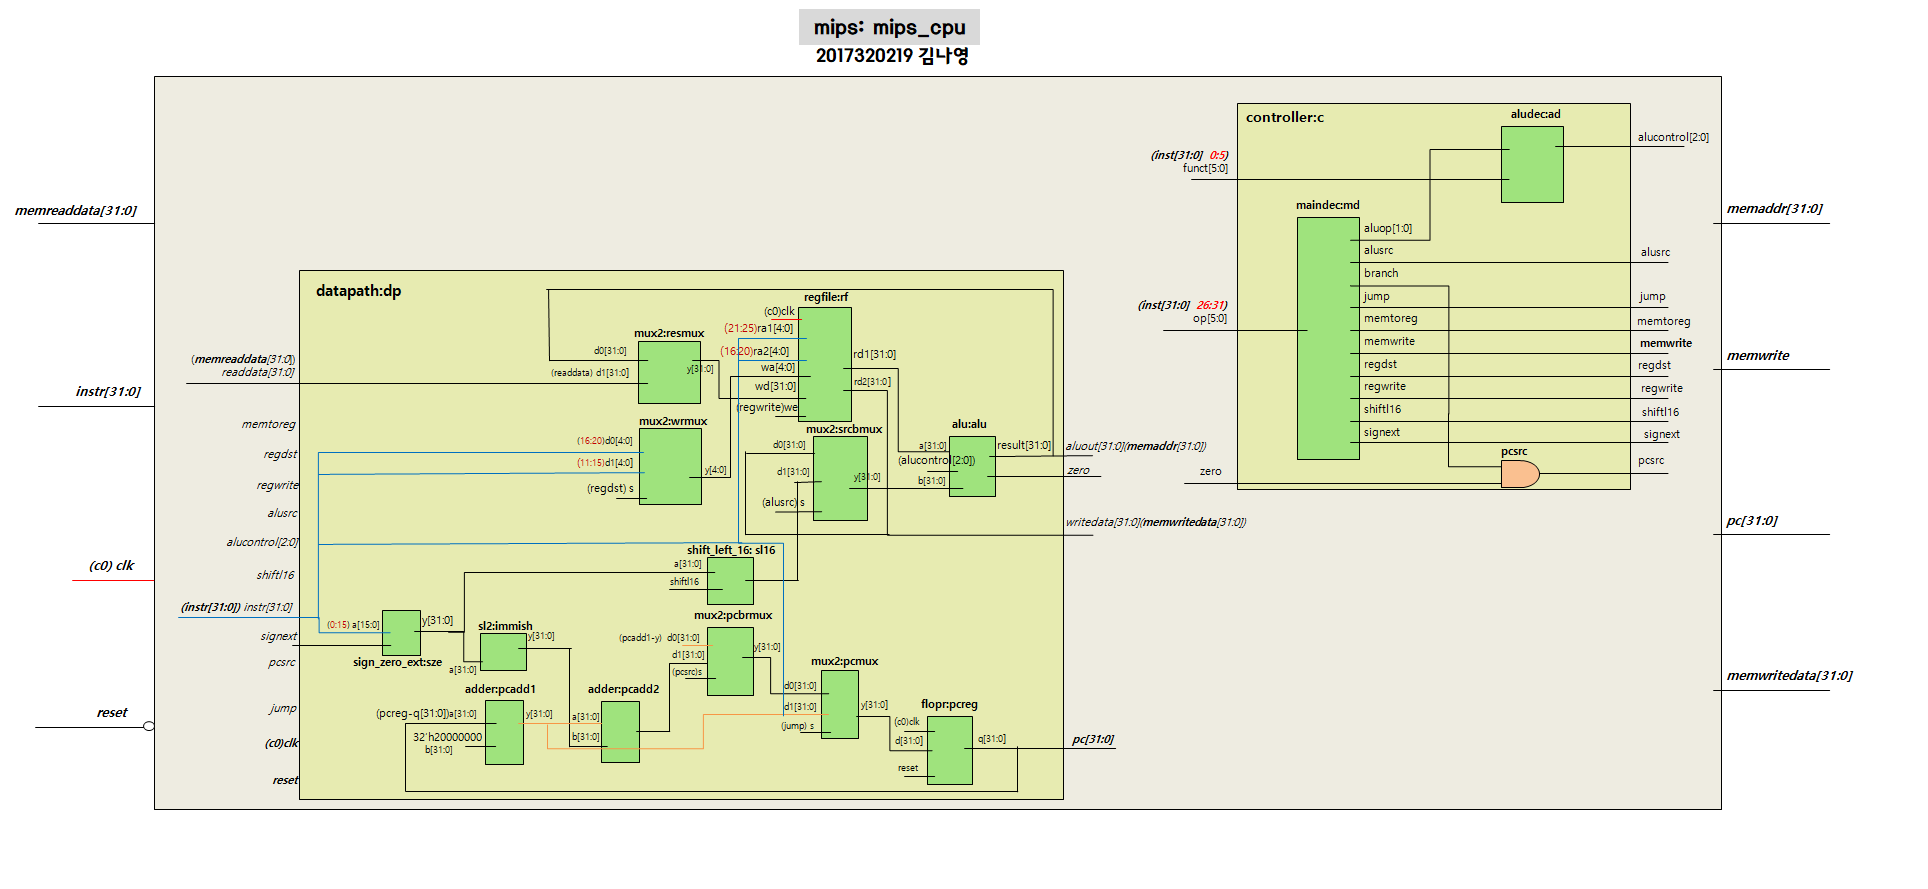 mips: mips_cpu
2017320219 김나영
memreaddata[31:0]
instr[31:0]
(c0) clk
reset
memaddr[31:0]
memwrite
pc[31:0]
memwritedata[31:0]
controller:c
aludec:ad
alucontrol[2:0]
(inst[31:0] 0:5)
funct[5:0]
maindec:md
(inst[31:0] 26:31)
op[5:0]
aluop[1:0]
alusrc
branch
jump
memtoreg
memwrite
regdst
regwrite
shiftl16
signext
alusrc
jump
memtoreg
memwrite
regdst
regwrite
shiftl16
signext
pcsrc
pcsrc
zero
datapath:dp
(memreaddata[31:0])
readdata[31:0]
memtoreg
regdst
regwrite
alusrc
alucontrol[2:0]
shiftl16
(instr[31:0]) instr[31:0]
signext
pcsrc
jump
(c0)clk
reset
mux2:resmux
d0[31:0]
(readdata) d1[31:0]
y[31:0]
regfile:rf
(c0)clk
(21:25)ra1[4:0]
(16:20)ra2[4:0]
wa[4:0]
wd[31:0]
(regwrite)we
rd1[31:0]
rd2[31:0]
mux2:wrmux
(16:20)d0[4:0]
(11:15)d1[4:0]
(regdst) s
y[4:0]
mux2:srcbmux
d0[31:0]
d1[31:0]
(alusrc) s
y[31:0]
alu:alu
a[31:0]
(alucontrol[2:0])
b[31:0]
result[31:0]
aluout[31:0](memaddr[31:0])
zero
writedata[31:0](memwritedata[31:0])
shift_left_16: sl16
a[31:0]
shiftl16
(0:15) a[15:0]
y[31:0]
sign_zero_ext:sze
sl2:immish
y[31:0]
a[31:0]
mux2:pcbrmux
(pcadd1-y) d0[31:0]
d1[31:0]
(pcsrc)s
y[31:0]
adder:pcadd1
(pcreg-q[31:0])a[31:0]
32'h20000000
b[31:0]
y[31:0]
adder:pcadd2
a[31:0]
b[31:0]
mux2:pcmux
d0[31:0]
d1[31:0]
(jump) s
y[31:0]
flopr:pcreg
(c0)clk
d[31:0]
reset
q[31:0]
pc[31:0]